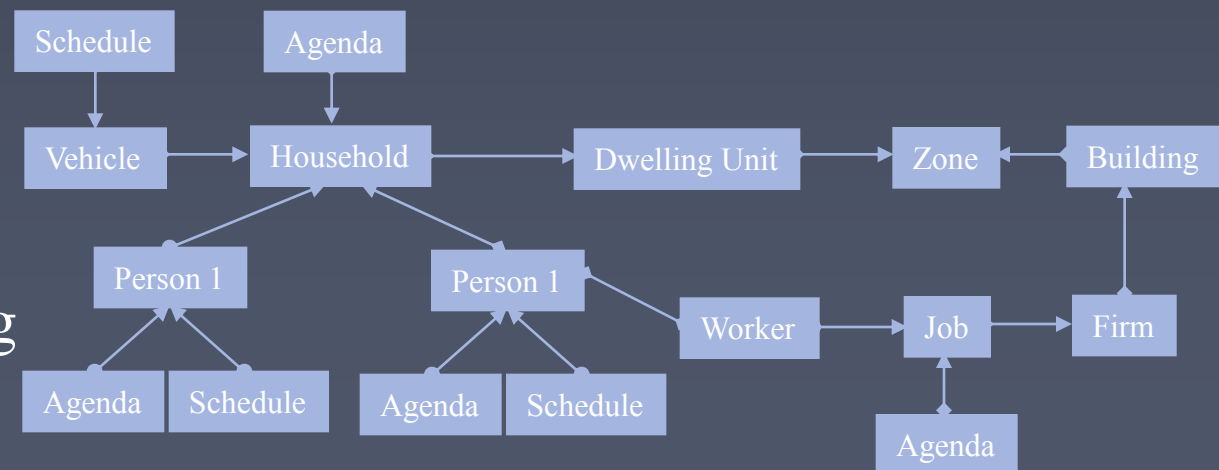 Schedule
Agenda
Vehicle
Household
Dwelling Unit
Zone
Building
Person 1
Person 1
g
Worker
Job
Firm
Agenda
Schedule
Agenda
Schedule
Agenda